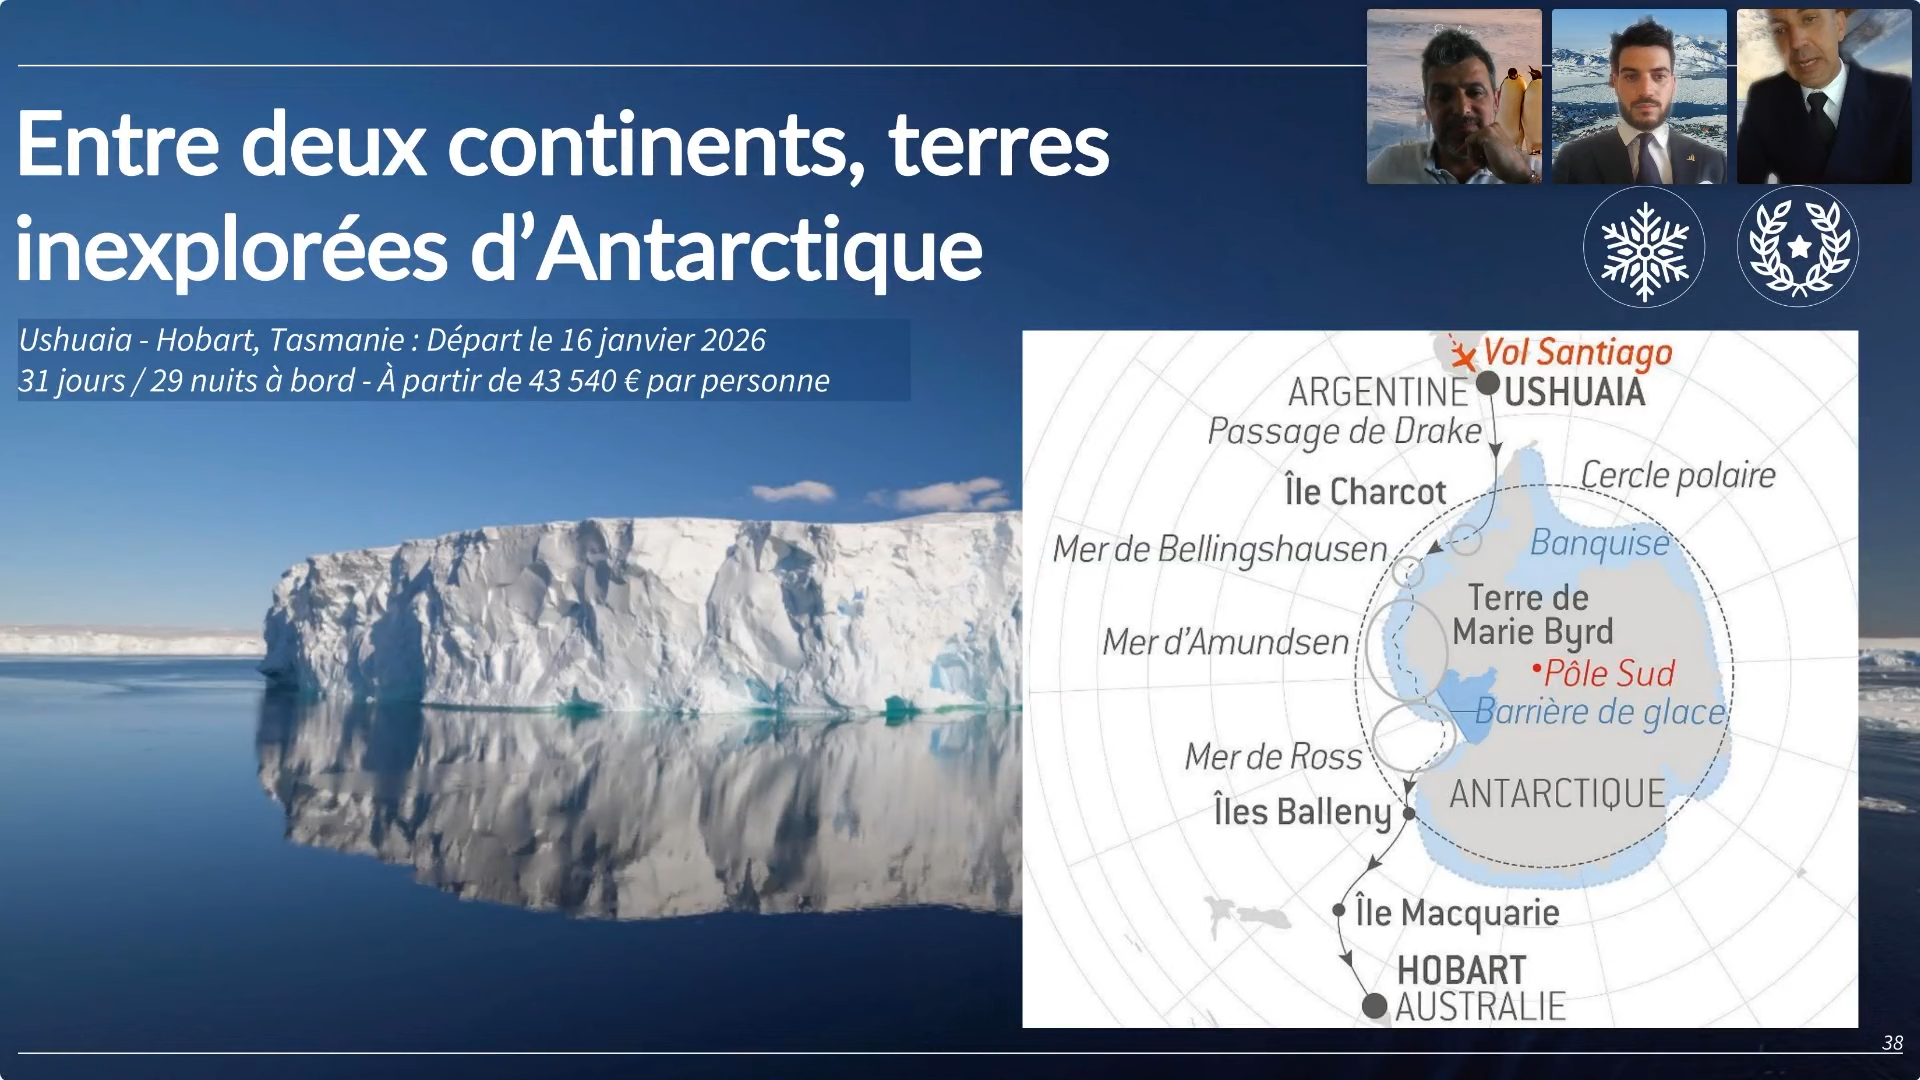 Entre deux continents, terres
inexplorées d’Antarctique
Ushuaia - Hobart, Tasmanie : Départ le 16 janvier 2026
31 jours / 29 nuits à bord - À partir de 43 540 € par personne
Vol Santiago
ARGENTINE USHUAIA
Passage de Drake
Cercle polaire
Île Charcot
Banquise
Mer de Bellingshausen
Terre de
Marie Byrd
Mer d’Amundsen
Pôle Sud
Barrière de glace
Mer de Ross
ANTARCTIQUE
Îles Balleny
Île Macquarie
HOBART
AUSTRALIE
38